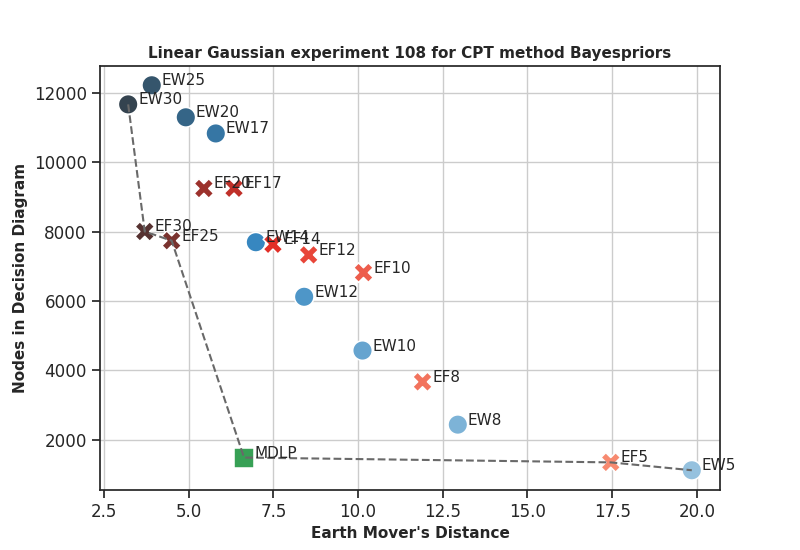 Linear Gaussian experiment 108 for CPT method Bayespriors
Nodes in Decision Diagram
12000
10000
8000
6000
4000
2000
EW25
EW30
EW20
EW17
EF20
EF17
EF30
EF25
EW14
EF14
EF12
EF10
EW12
EW10
EF8
EW8
MDLP
EF5
EW5
2.5 5.0 7.5 10.0 12.5 15.0 17.5 20.0
Earth Mover's Distance